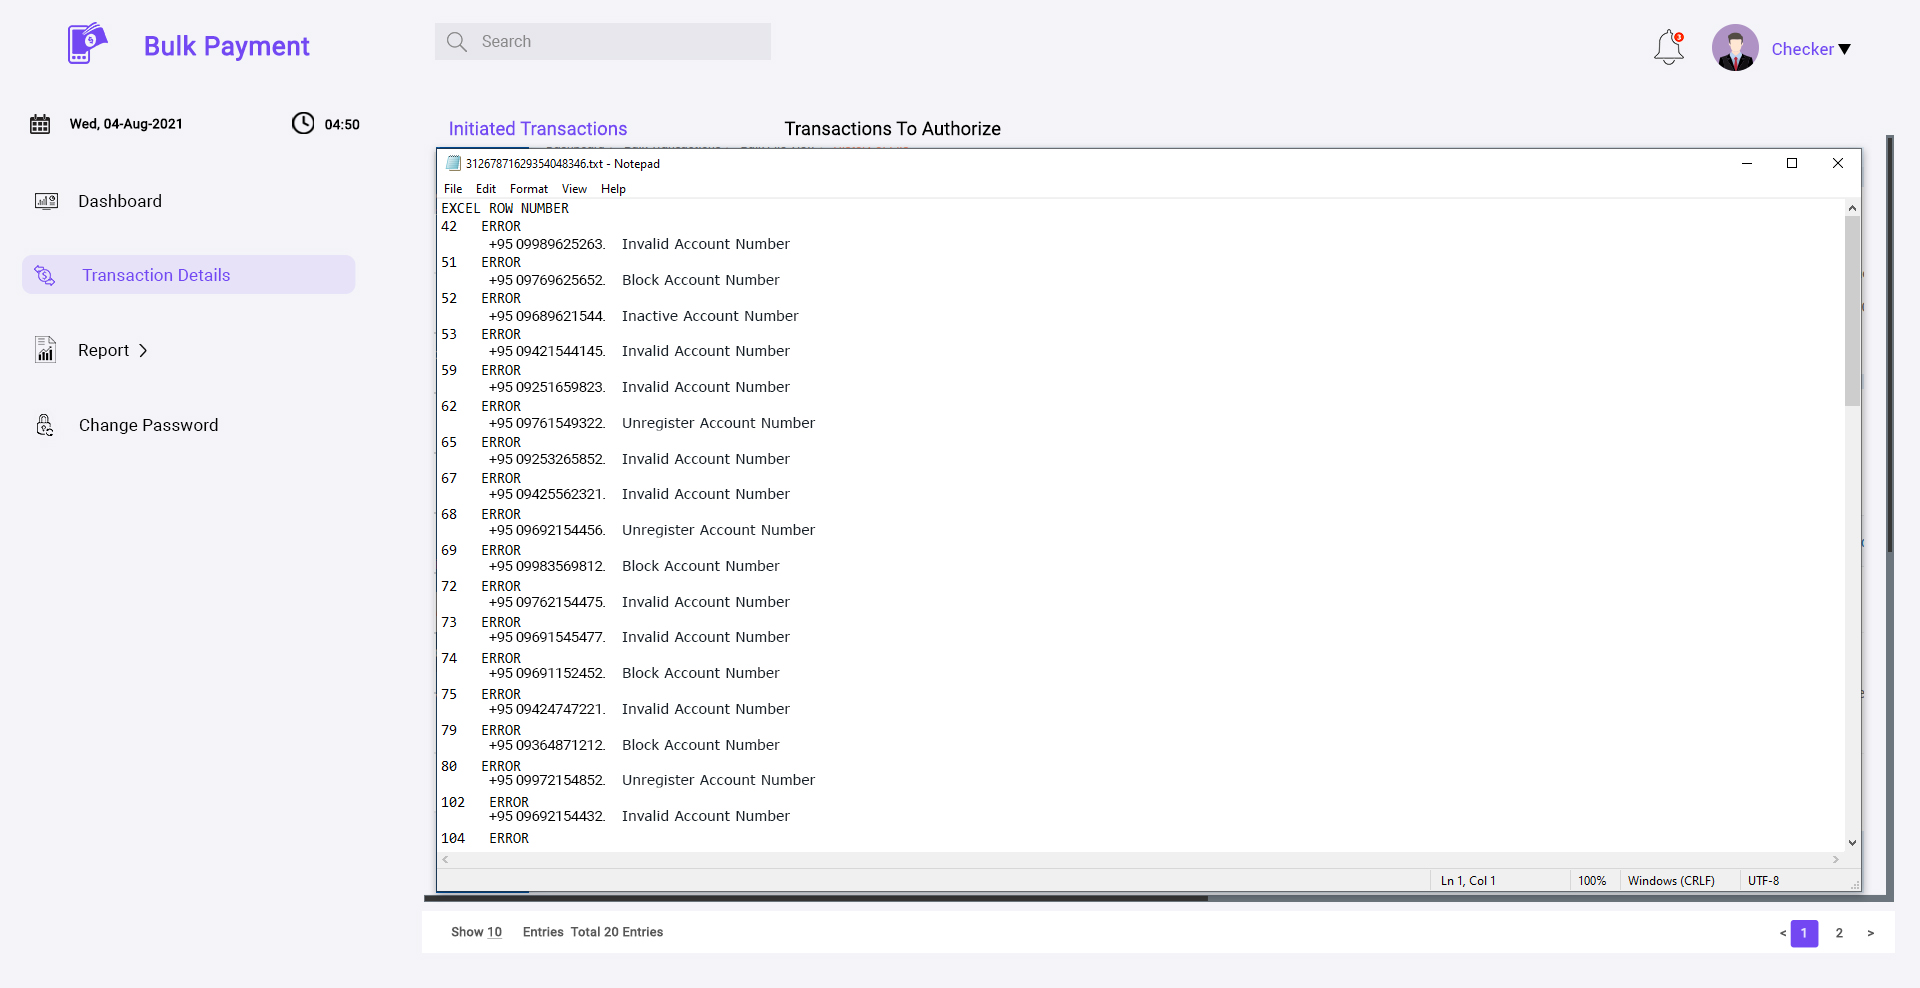 Bulk Payment
Search
3
Checker
Wed, 04-Aug-2021
04:50
Initiated Transactions
Transactions To Authorize
Dashboard
Transaction Details
Report
Change Password
31267871629354048346.txt - Notepad
File Edit Format View Help
EXCEL ROW NUMBER
42 ERROR
+95 09989625263. Invalid Account Number
51 ERROR
+95 09769625652. Block Account Number
52 ERROR
+95 09689621544. Inactive Account Number
53 ERROR
+95 09421544145. Invalid Account Number
59 ERROR
+95 09251659823. Invalid Account Number
62 ERROR
+95 09761549322. Unregister Account Number
65 ERROR
+95 09253265852. Invalid Account Number
67 ERROR
+95 09425562321. Invalid Account Number
68 ERROR
+95 09692154456. Unregister Account Number
69 ERROR
+95 09983569812. Block Account Number
72 ERROR
+95 09762154475. Invalid Account Number
73 ERROR
+95 09691545477. Invalid Account Number
74 ERROR
+95 09691152452. Block Account Number
75 ERROR
+95 09424747221. Invalid Account Number
79 ERROR
+95 09364871212. Block Account Number
80 ERROR
+95 09972154852. Unregister Account Number
102 ERROR
+95 09692154432. Invalid Account Number
104 ERROR
Ln 1, Col 1 100% Windows (CRLF) UTF-8
Show 10 Entries Total 20 Entries
< 1 2 >